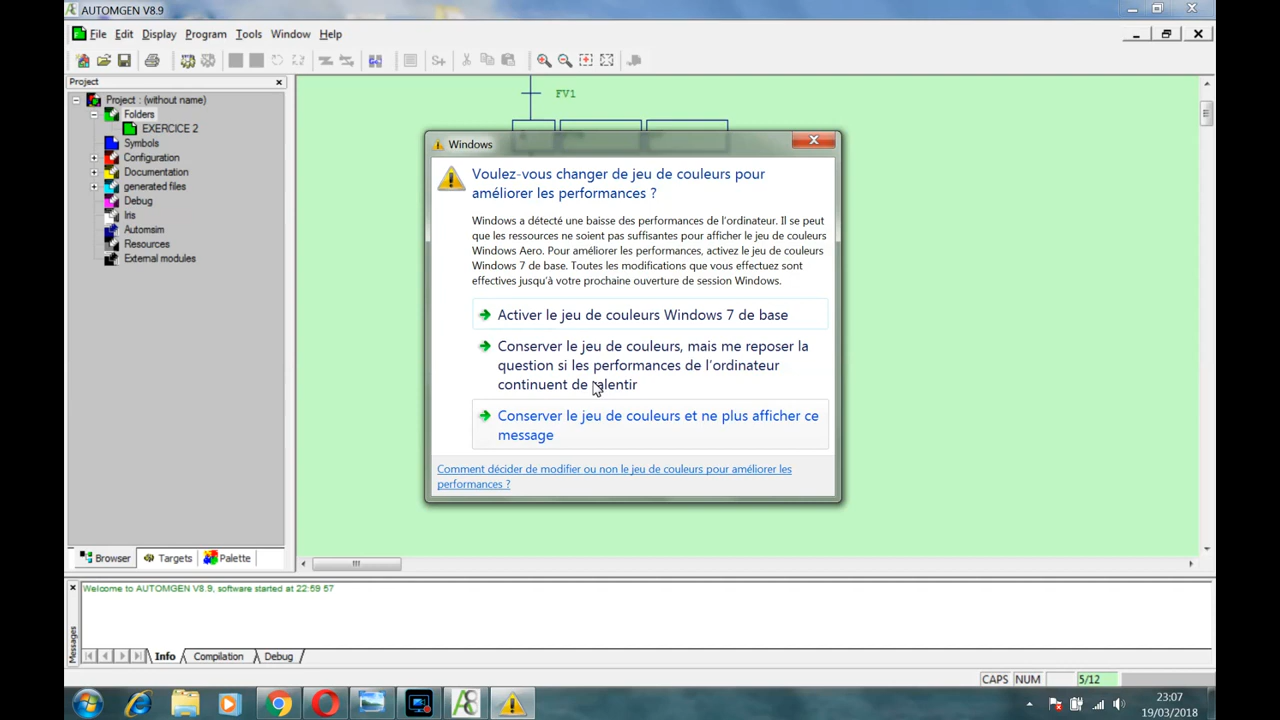 AUTOMGEN V8.9
File Edit Display Program Tools Window Help
Project
Project : (without name)
Folders
EXERCICE 2
Symbols
Configuration
Documentation
generated files
Debug
Iris
Automsim
Resources
External modules
Browser Targets Palette
FV1
Windows
Voulez-vous changer de jeu de couleurs pour
améliorer les performances ?
Windows a détecté une baisse des performances de l'ordinateur. Il se peut
que les ressources ne soient pas suffisantes pour afficher le jeu de couleurs
Windows Aero. Pour améliorer les performances, activez le jeu de couleurs
Windows 7 de base. Toutes les modifications que vous effectuez sont
effectives jusqu'à votre prochaine ouverture de session Windows.
Activer le jeu de couleurs Windows 7 de base
Conserver le jeu de couleurs, mais me reposer la
question si les performances de l'ordinateur
continuent de ralentir
Conserver le jeu de couleurs et ne plus afficher ce
message
Comment décider de modifier ou non le jeu de couleurs pour améliorer les
performances ?
Welcome to AUTOMGEN V8.9, software started at 22:59 57
Messages
Info Compilation Debug
CAPS NUM 5/12
23:07
19/03/2018